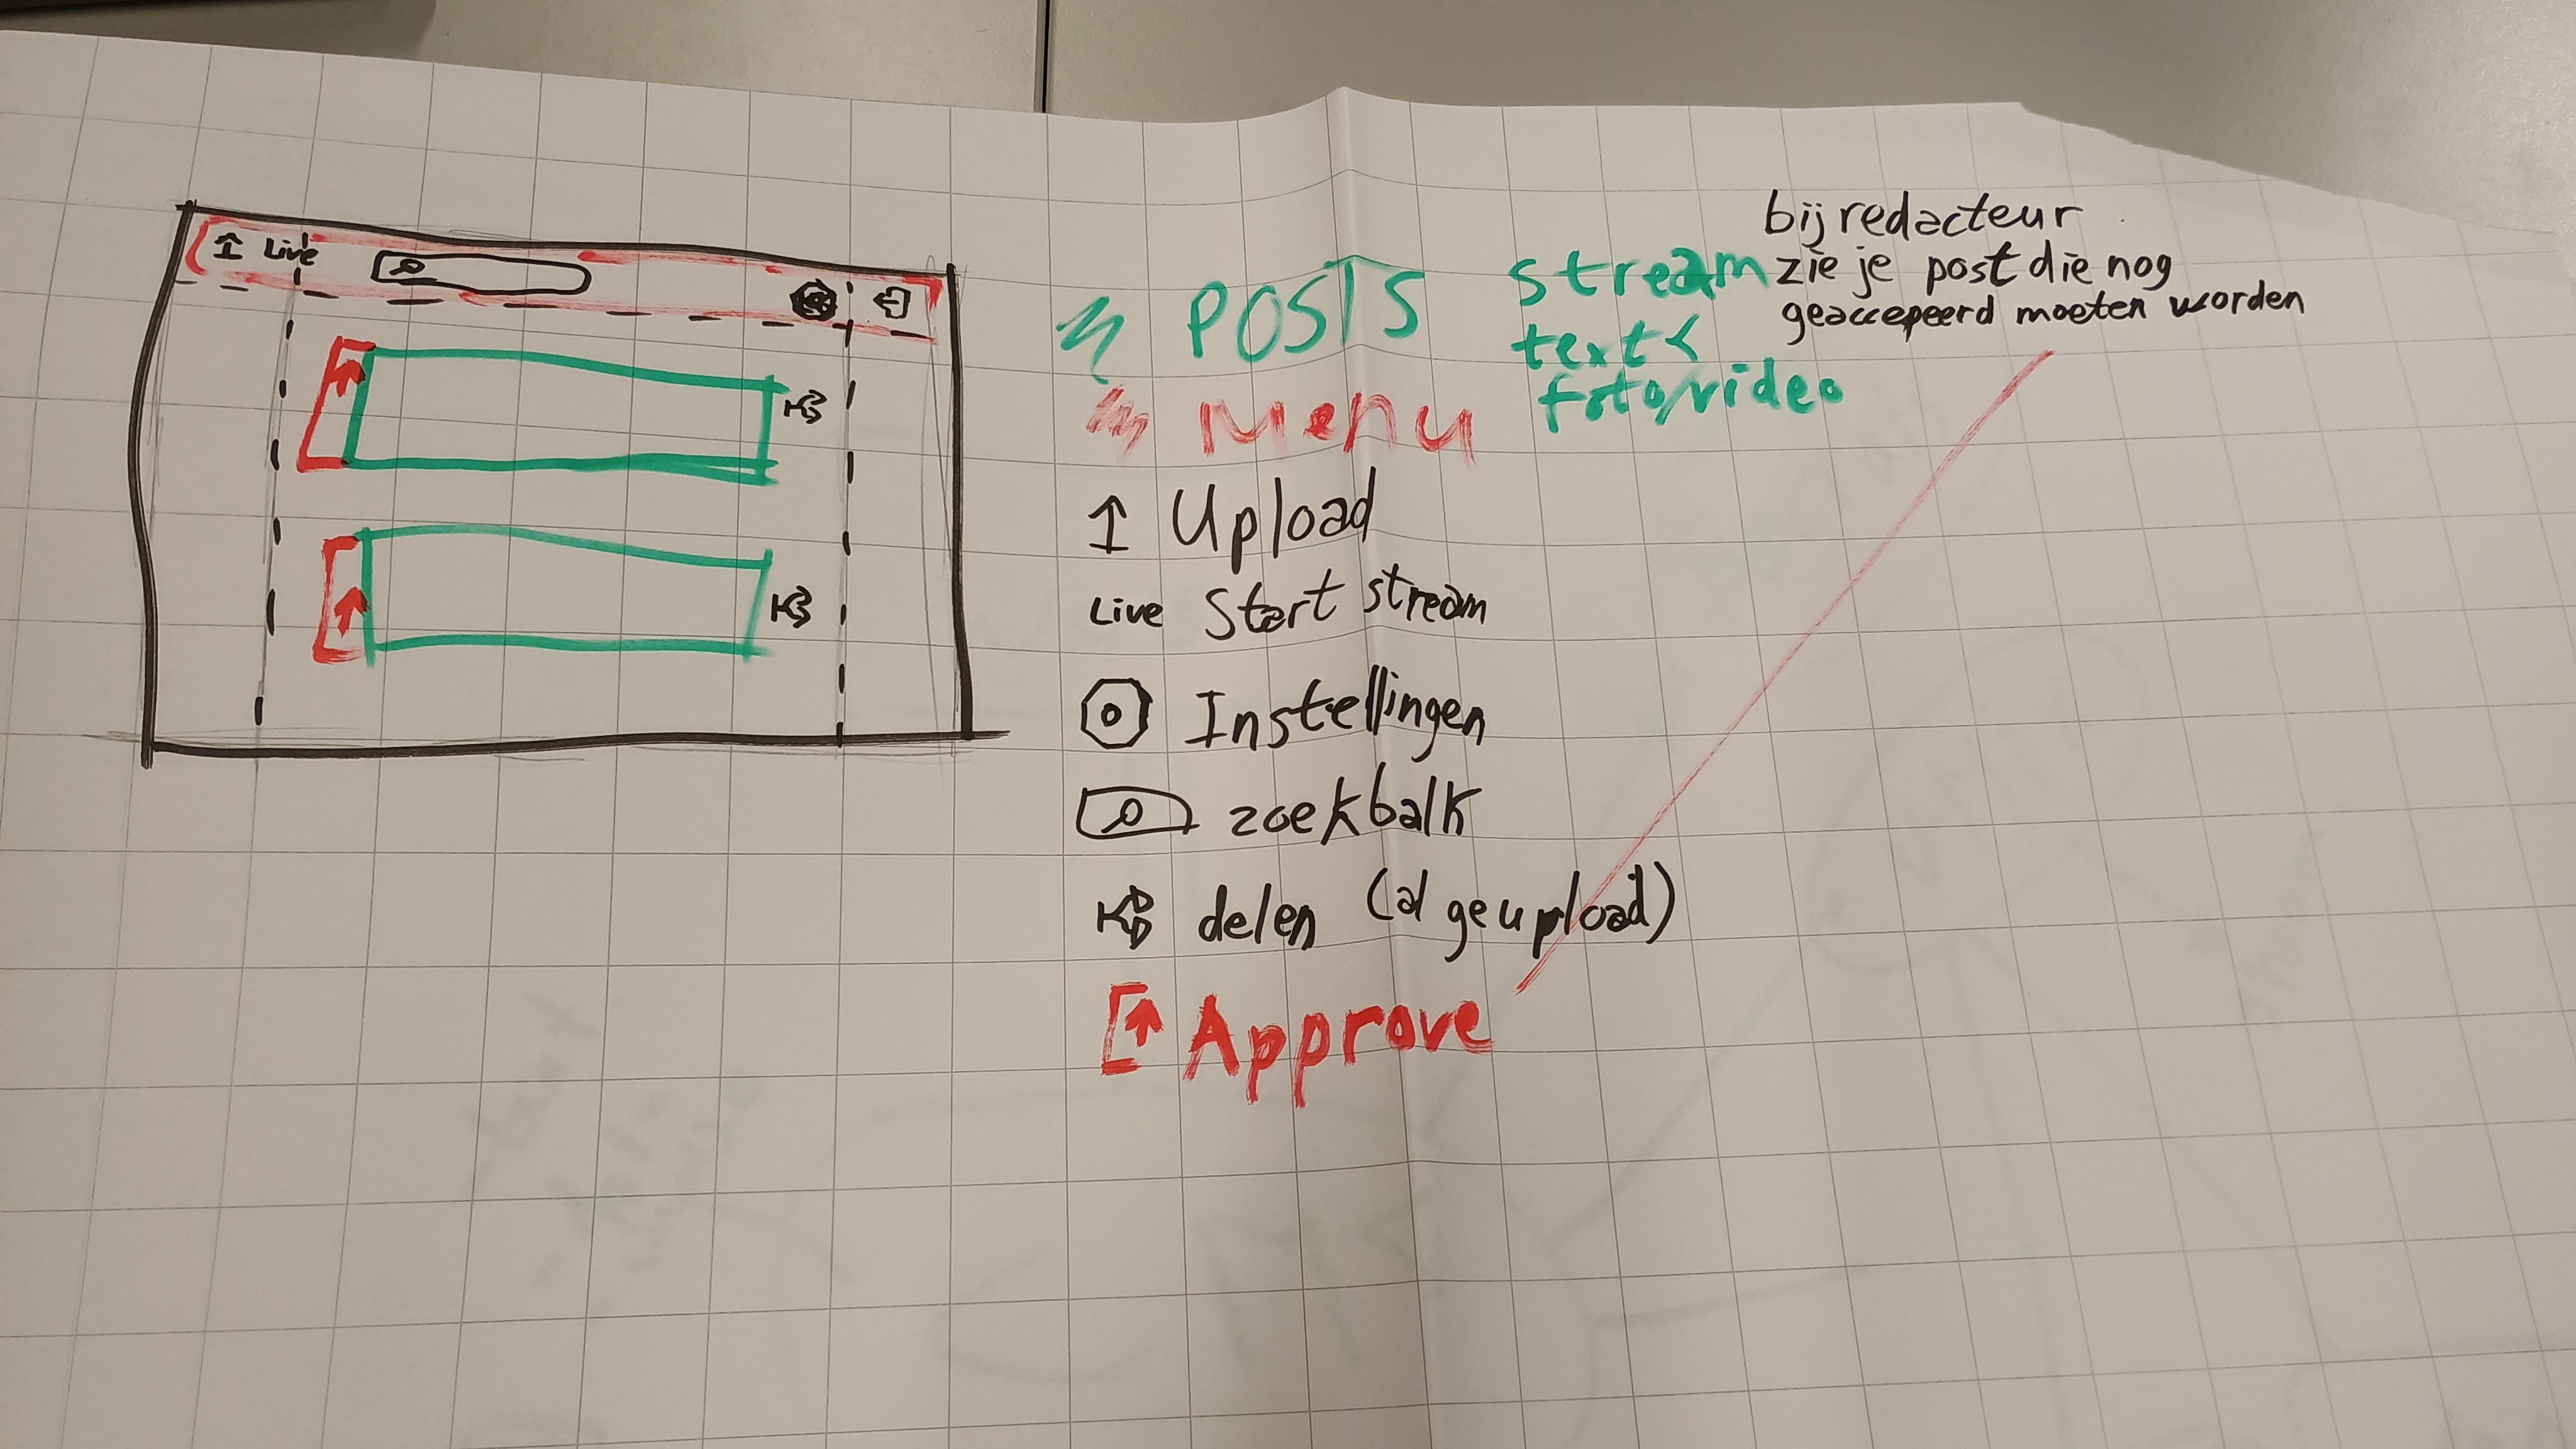 Live
POSTS
stream
text
foto/video
bij redacteur
zie je post die nog
geaccepeerd moeten worden
Menu
Upload
Live Start stream
Instellingen
zoekbalk
delen (al geupload)
Approve